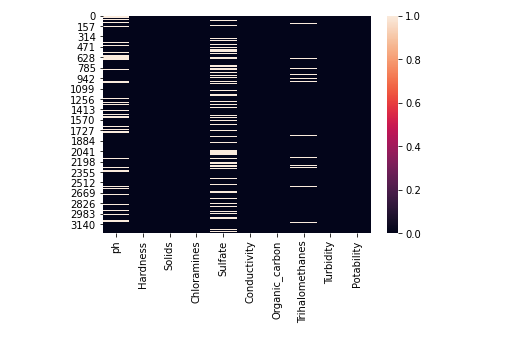 0
157
314
471
628
785
942
1099
1256
1413
1570
1727
1884
2041
2198
2355
2512
2669
2826
2983
3140
ph
Hardness
Solids
Chloramines
Sulfate
Conductivity
Organic_carbon
Trihalomethanes
Turbidity
Potability
1.0
0.8
0.6
0.4
0.2
0.0